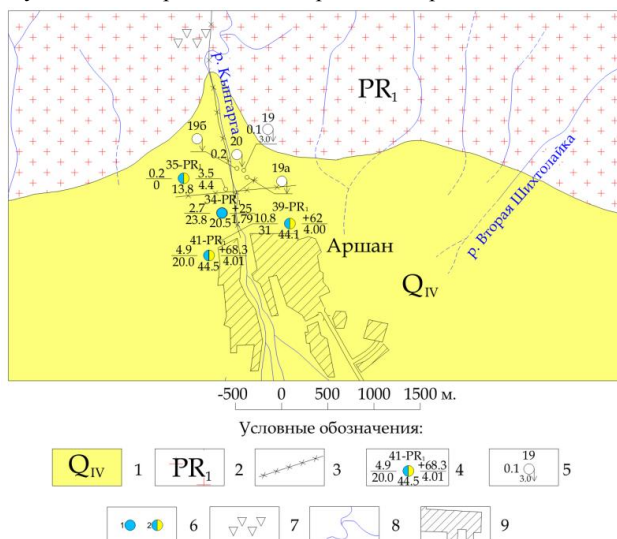 р. Кынгарга
PR₁
19б
0.2
20
19
0.1
3.0
35-PR₁
0.2 3.5
0 4.4
13.8
19а
34-PR
2.7 +25
23.8 1.79
20.5
39-PR₁
10.8 +62
31 4.00
44.1
р. Вторая Шихтолайка
Аршан
41-PR₁
4.9 +68.3
20.0 4.01
44.5
Q_IV
-500 0 500 1000 1500 м.
Условные обозначения:
Q_IV 1 PR₁ 2 3 41-PR₁ 4.9 +68.3 20.0 4.01 44.5 4 19 0.1 3.0 5
1 2 6 7 8 9